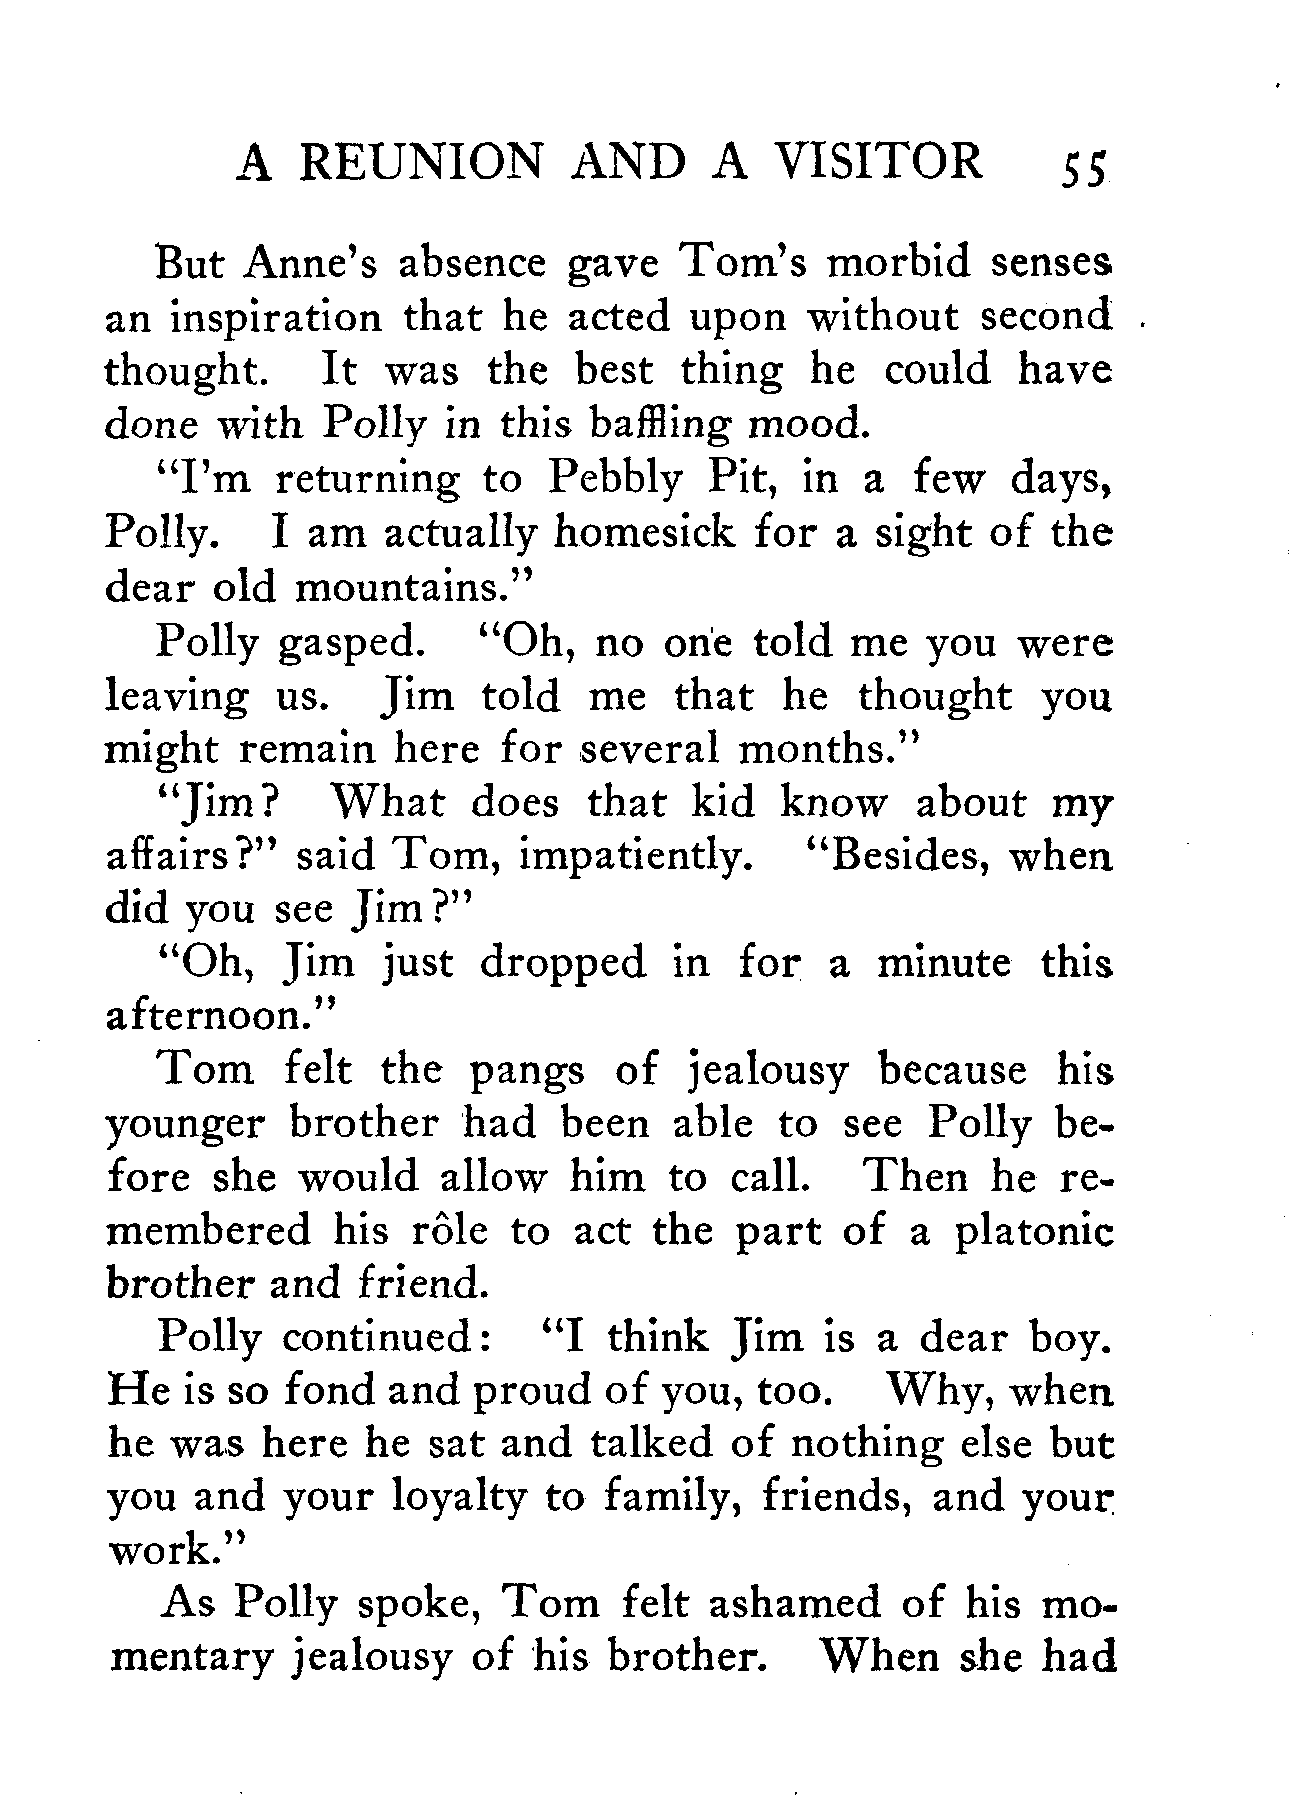 A REUNION AND A VISITOR 55
But Anne's absence gave Tom's morbid senses
an inspiration that he acted upon without second
thought. It was the best thing he could have
done with Polly in this baffling mood.
"I'm returning to Pebbly Pit, in a few days,
Polly. I am actually homesick for a sight of the
dear old mountains."
Polly gasped. "Oh, no one told me you were
leaving us. Jim told me that he thought you
might remain here for several months."
"Jim? What does that kid know about my
affairs?" said Tom, impatiently. "Besides, when
did you see Jim?"
"Oh, Jim just dropped in for a minute this
afternoon."
Tom felt the pangs of jealousy because his
younger brother had been able to see Polly be-
fore she would allow him to call. Then he re-
membered his rôle to act the part of a platonic
brother and friend.
Polly continued: "I think Jim is a dear boy.
He is so fond and proud of you, too. Why, when
he was here he sat and talked of nothing else but
you and your loyalty to family, friends, and your
work."
As Polly spoke, Tom felt ashamed of his mo-
mentary jealousy of his brother. When she had